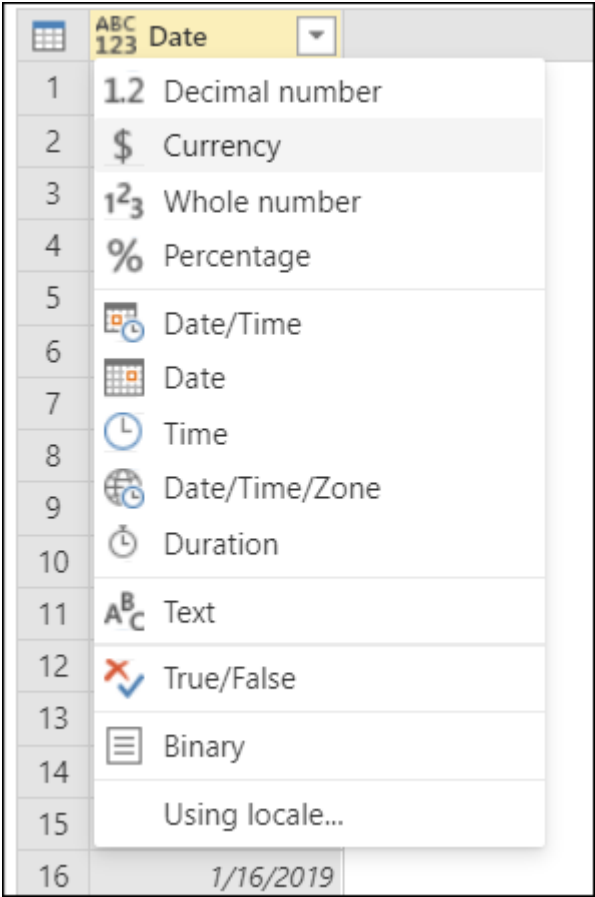 ABC
123 Date
1 1.2 Decimal number
2 $ Currency
3 123 Whole number
4 % Percentage
5 Date/Time
6 Date
7 Time
8 Date/Time/Zone
9
10 Duration
11 ABC Text
12 True/False
13 Binary
14
15 Using locale...
16 1/16/2019